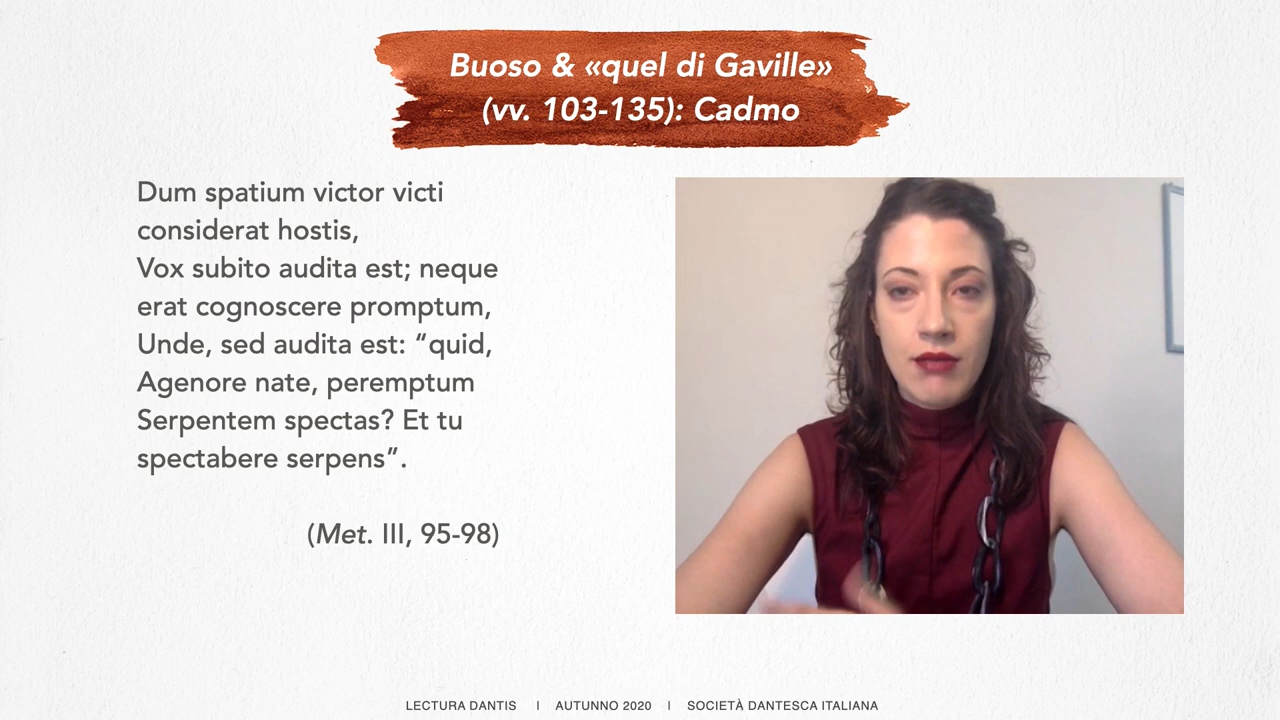 Buoso & «quel di Gaville»
(vv. 103-135): Cadmo
Dum spatium victor victi
considerat hostis,
Vox subito audita est; neque
erat cognoscere promptum,
Unde, sed audita est: “quid,
Agenore nate, peremptum
Serpentem spectas? Et tu
spectabere serpens”.
(Met. III, 95-98)
LECTURA DANTIS | AUTUNNO 2020 | SOCIETÀ DANTESCA ITALIANA